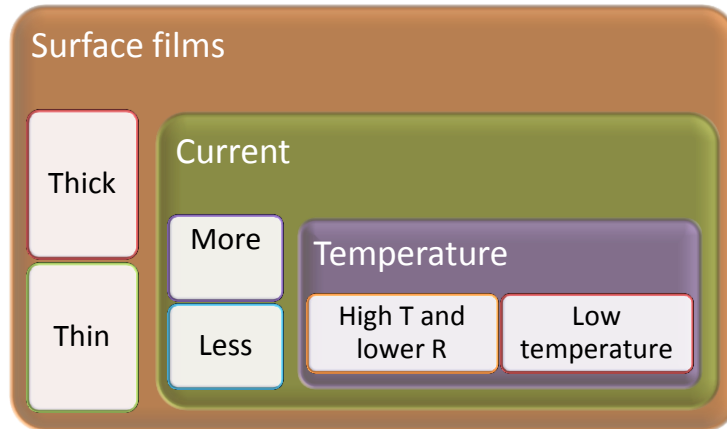 Surface films
Thick
Thin
Current
More
Less
Temperature
High T and
lower R
Low
temperature